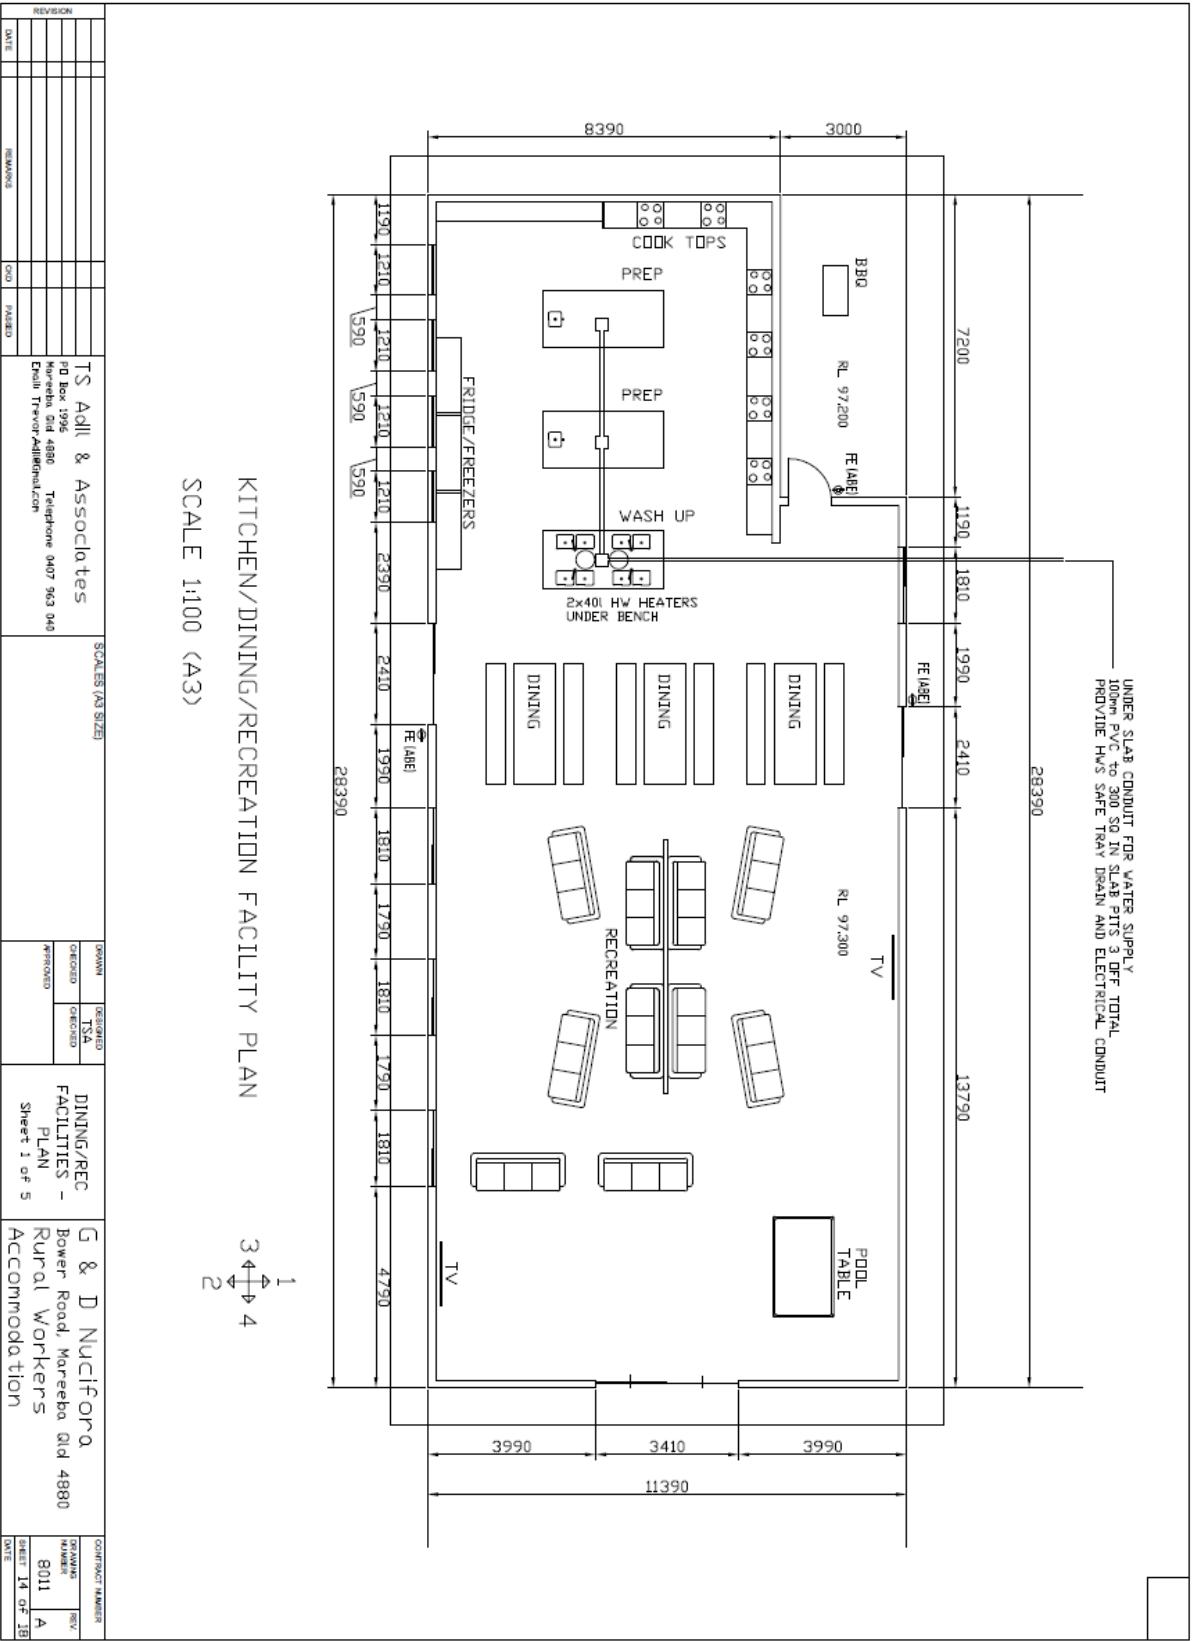 8390
3000
28390
7200
1190
1810
1990
2410
13790
UNDER SLAB CONDUIT FOR WATER SUPPLY
100mm PVC to 300 SQ IN SLAB PITS 3 OFF TOTAL
PROVIDE HWS SAFE TRAY DRAIN AND ELECTRICAL CONDUIT
BBQ
RL 97.200
FE (ABE)
FE (ABE)
COOK TOPS
PREP
PREP
WASH UP
2x40l HW HEATERS
UNDER BENCH
FRIDGE/FREEZERS
DINING
DINING
DINING
FE (ABE)
RL 97.300
TV
RECREATION
POOL
TABLE
TV
1190
1210
590
1210
590
1210
590
1210
2390
2410
1990
1810
1790
1810
1790
1810
4790
28390
3990
3410
3990
11390
KITCHEN/DINING/RECREATION FACILITY PLAN
SCALE 1:100 (A3)
1
2
3
4
REVISION
DATE
REMARKS
CKD
PASSED
TS Adil & Associates
PO Box 1996
Mareeba Qld 4880 Telephone 0407 963 040
Email: Trevor.Adil@Gmail.com
SCALES (A3 SIZE)
DRAWN
DESIGNED
TSA
CHECKED
CHECKED
APPROVED
DINING/REC
FACILITIES -
PLAN
Sheet 1 of 5
G & D Nucifora
Bower Road, Mareeba Qld 4880
Rural Workers
Accommodation
CONTRACT NUMBER
DRAWING
NUMBER
REV.
8011
A
SHEET 14 of 18
DATE